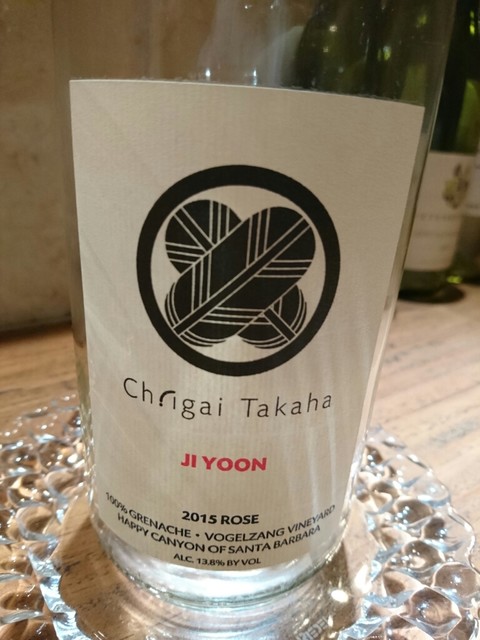 Chigai Takaha
JI YOON
2015 ROSE
100% GRENACHE • VOGELZANG VINEYARD
HAPPY CANYON OF SANTA BARBARA
ALC. 13.8% BY VOL